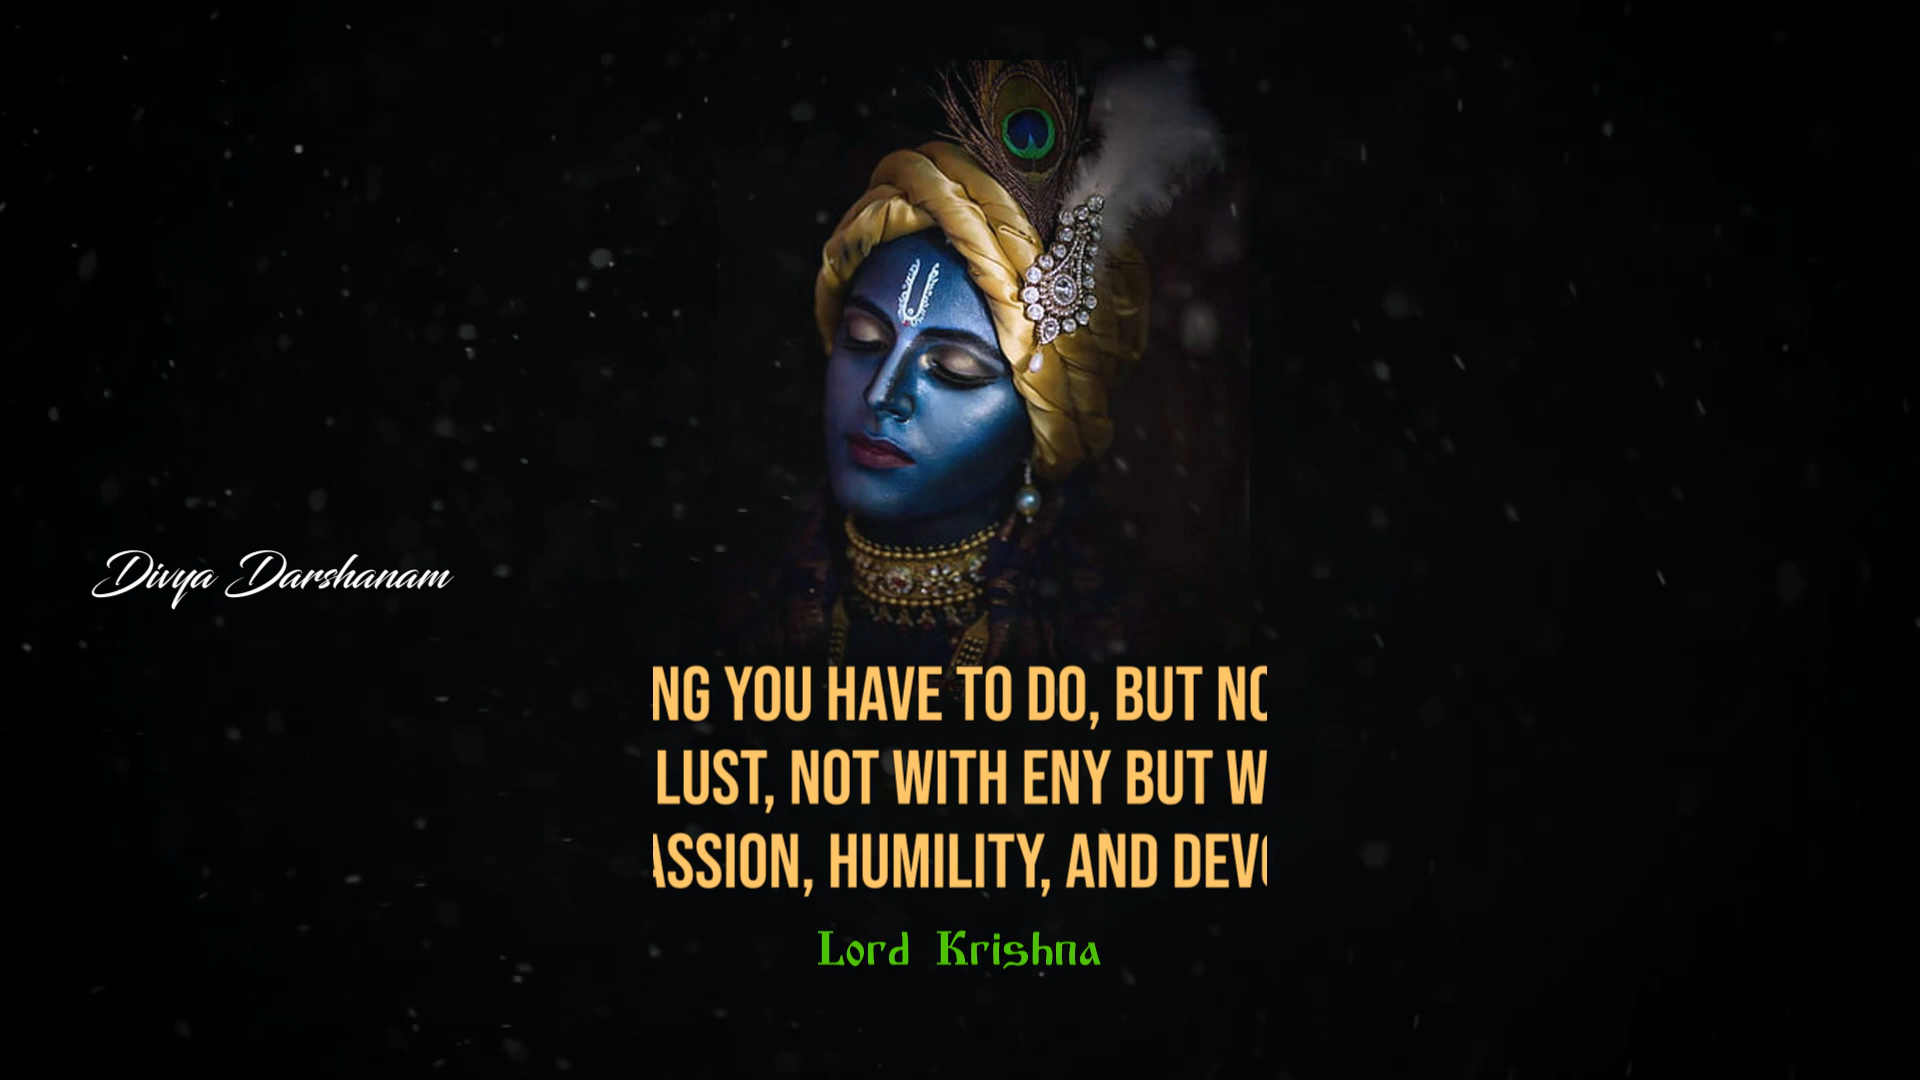 Divya Darshanam
NG YOU HAVE TO DO, BUT NO
LUST, NOT WITH ENY BUT W
ASSION, HUMILITY, AND DEVO
Lord Krishna